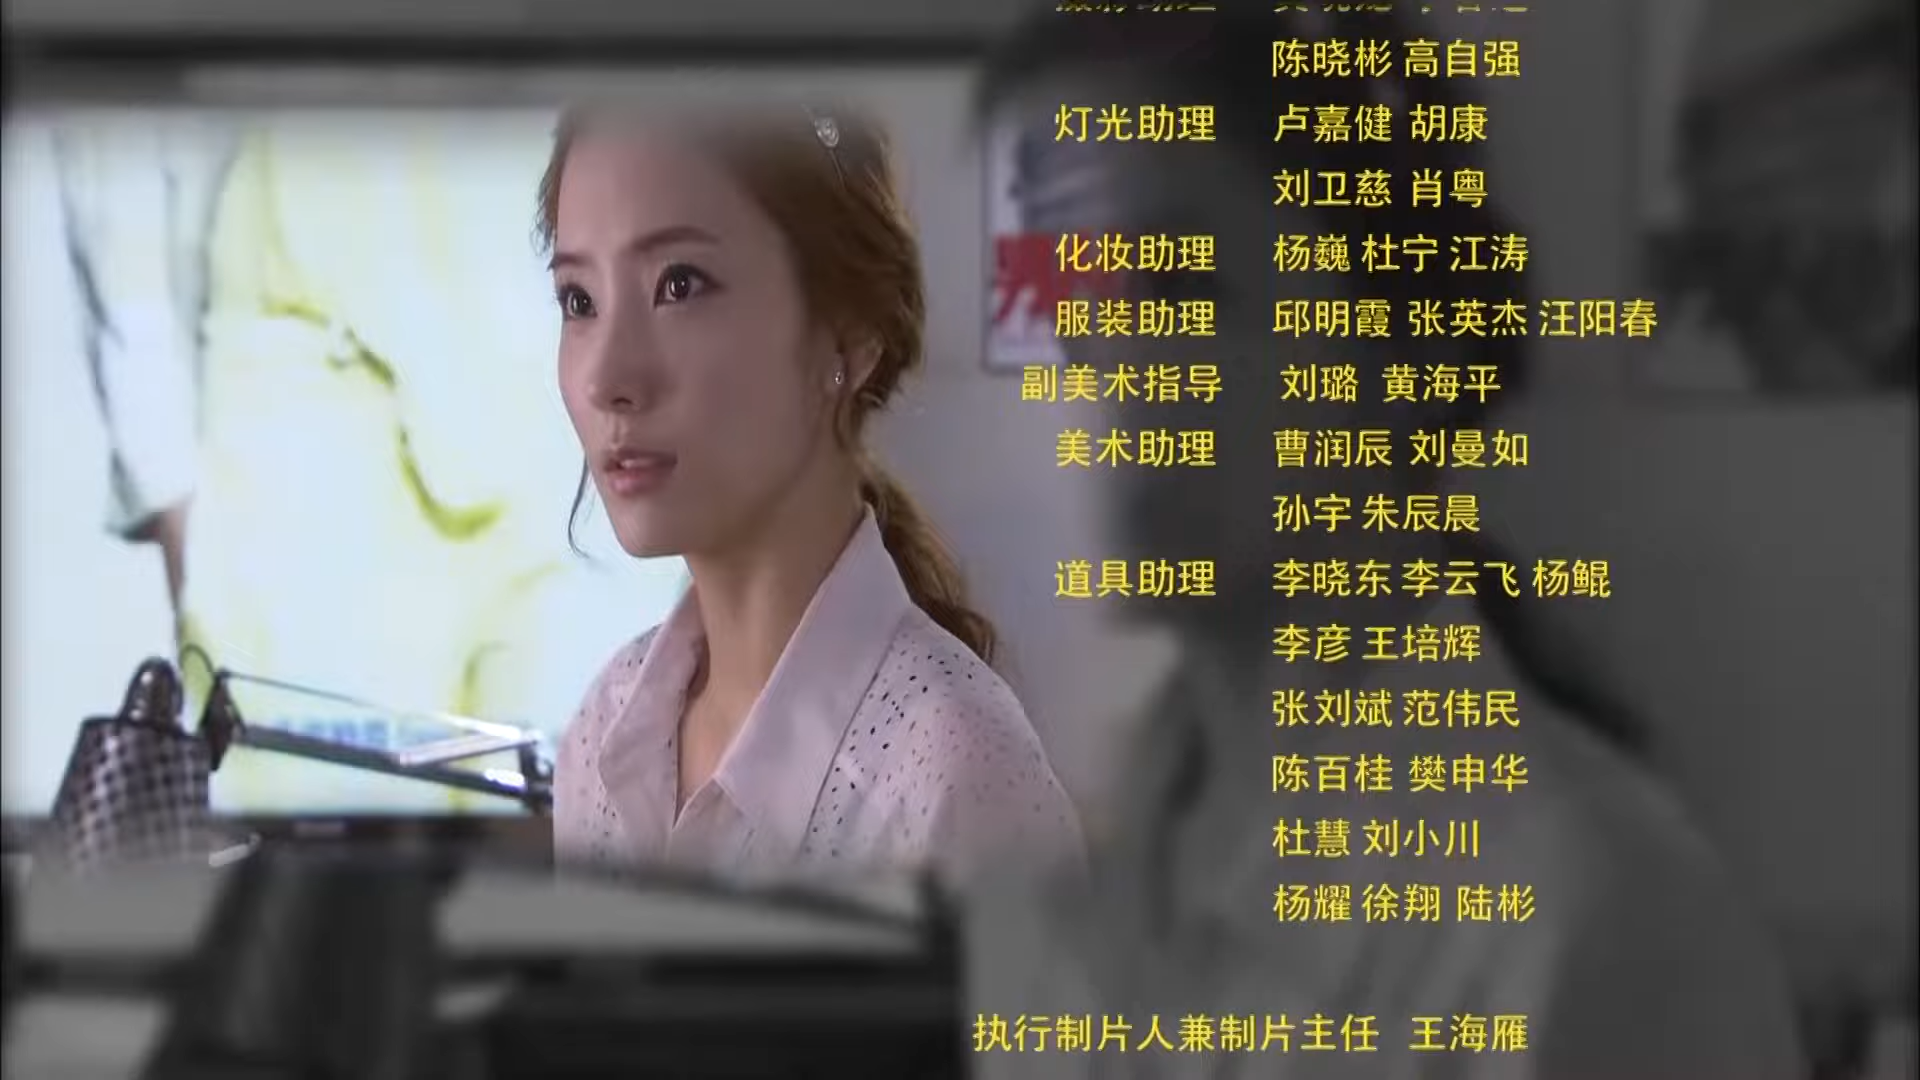 陈晓彬 高自强
灯光助理 卢嘉健 胡康
刘卫慈 肖粤
化妆助理 杨巍 杜宁 江涛
服装助理 邱明霞 张英杰 汪阳春
副美术指导 刘璐 黄海平
美术助理 曹润辰 刘曼如
孙宇 朱辰晨
道具助理 李晓东 李云飞 杨鲲
李彦 王培辉
张刘斌 范伟民
陈百桂 樊申华
杜慧 刘小川
杨耀 徐翔 陆彬
执行制片人兼制片主任 王海雁